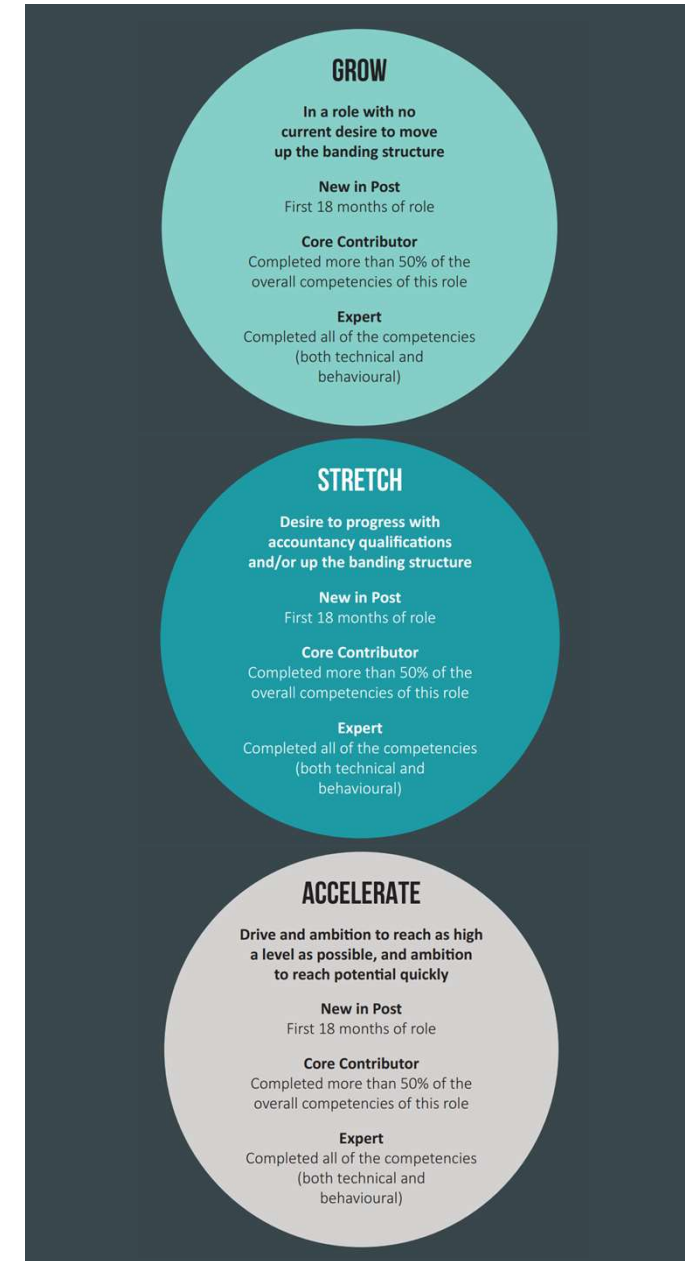 GROW
In a role with no
current desire to move
up the banding structure
New in Post
First 18 months of role
Core Contributor
Completed more than 50% of the
overall competencies of this role
Expert
Completed all of the competencies
(both technical and
behavioural)
STRETCH
Desire to progress with
accountancy qualifications
and/or up the banding structure
New in Post
First 18 months of role
Core Contributor
Completed more than 50% of the
overall competencies of this role
Expert
Completed all of the competencies
(both technical and
behavioural)
ACCELERATE
Drive and ambition to reach as high
a level as possible, and ambition
to reach potential quickly
New in Post
First 18 months of role
Core Contributor
Completed more than 50% of the
overall competencies of this role
Expert
Completed all of the competencies
(both technical and
behavioural)